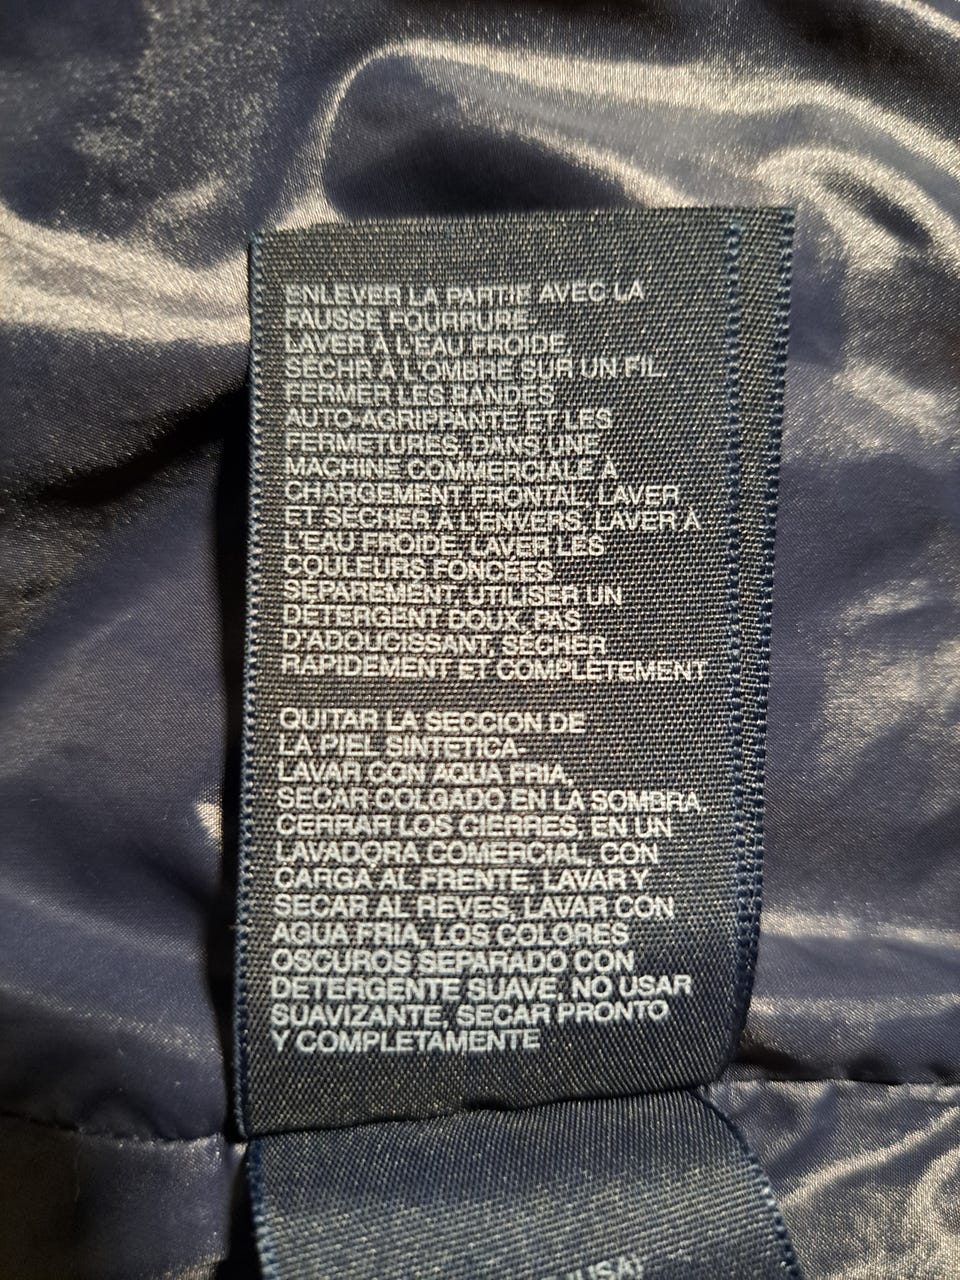 ENLEVER LA PARTIE AVEC LA
FAUSSE FOURRURE.
LAVER À L'EAU FROIDE
SÉCHR À L'OMBRE SUR UN FIL.
FERMER LES BANDES
AUTO-AGRIPPANTE ET LES
FERMETURES, DANS UNE
MACHINE COMMERCIALE À
CHARGEMENT FRONTAL, LAVER
ET SÉCHER À L'ENVERS, LAVER À
L'EAU FROIDE, LAVER LES
COULEURS FONCÉES
SÉPARÉMENT, UTILISER UN
DÉTERGENT DOUX, PAS
D'ADOUCISSANT, SÉCHER
RAPIDEMENT ET COMPLÈTEMENT
QUITAR LA SECCION DE
LA PIEL SINTETICA-
LAVAR CON AQUA FRIA,
SECAR COLGADO EN LA SOMBRA,
CERRAR LOS CIERRES, EN UN
LAVADORA COMERCIAL, CON
CARGA AL FRENTE, LAVAR Y
SECAR AL REVES, LAVAR CON
AGUA FRIA, LOS COLORES
OSCUROS SEPARADO CON
DETERGENTE SUAVE, NO USAR
SUAVIZANTE, SECAR PRONTO
Y COMPLETAMENTE
(USA)